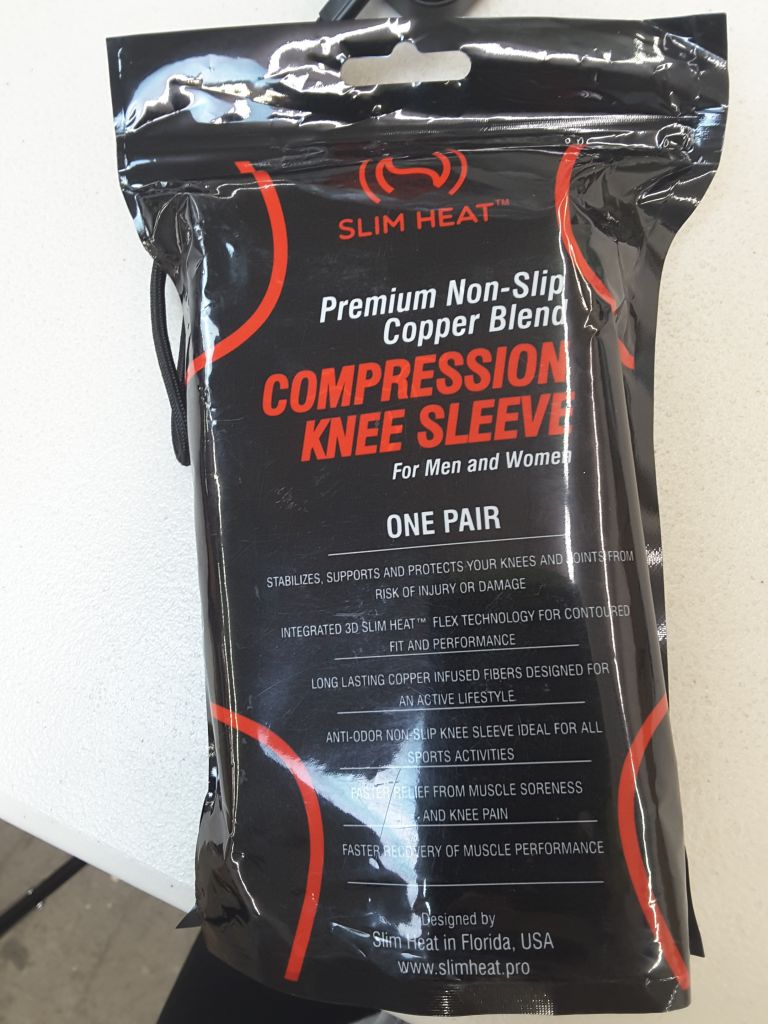 SLIM HEAT™
Premium Non-Slip
Copper Blend
COMPRESSION
KNEE SLEEVE
For Men and Women
ONE PAIR
STABILIZES, SUPPORTS AND PROTECTS YOUR KNEES AND JOINTS FROM
RISK OF INJURY OR DAMAGE
INTEGRATED 3D SLIM HEAT™ FLEX TECHNOLOGY FOR CONTOURED
FIT AND PERFORMANCE
LONG LASTING COPPER INFUSED FIBERS DESIGNED FOR
AN ACTIVE LIFESTYLE
ANTI-ODOR NON-SLIP KNEE SLEEVE IDEAL FOR ALL
SPORTS ACTIVITIES
FASTER RELIEF FROM MUSCLE SORENESS
AND KNEE PAIN
FASTER RECOVERY OF MUSCLE PERFORMANCE
Designed by
Slim Heat in Florida, USA
www.slimheat.pro